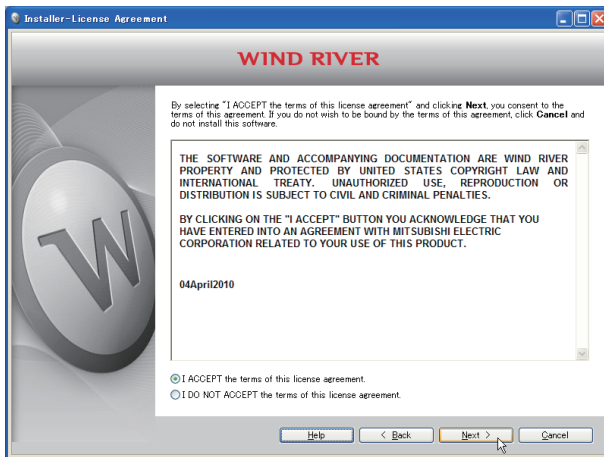 Installer-License Agreement
WIND RIVER
By selecting "I ACCEPT the terms of this license agreement" and clicking Next, you consent to the
terms of this agreement. If you do not wish to be bound by the terms of this agreement, click Cancel and
do not install this software.
THE SOFTWARE AND ACCOMPANYING DOCUMENTATION ARE WIND RIVER
PROPERTY AND PROTECTED BY UNITED STATES COPYRIGHT LAW AND
INTERNATIONAL TREATY. UNAUTHORIZED USE, REPRODUCTION OR
DISTRIBUTION IS SUBJECT TO CIVIL AND CRIMINAL PENALTIES.
BY CLICKING ON THE "I ACCEPT" BUTTON YOU ACKNOWLEDGE THAT YOU
HAVE ENTERED INTO AN AGREEMENT WITH MITSUBISHI ELECTRIC
CORPORATION RELATED TO YOUR USE OF THIS PRODUCT.
04April2010
W
I ACCEPT the terms of this license agreement.
I DO NOT ACCEPT the terms of this license agreement.
Help < Back Next > Cancel